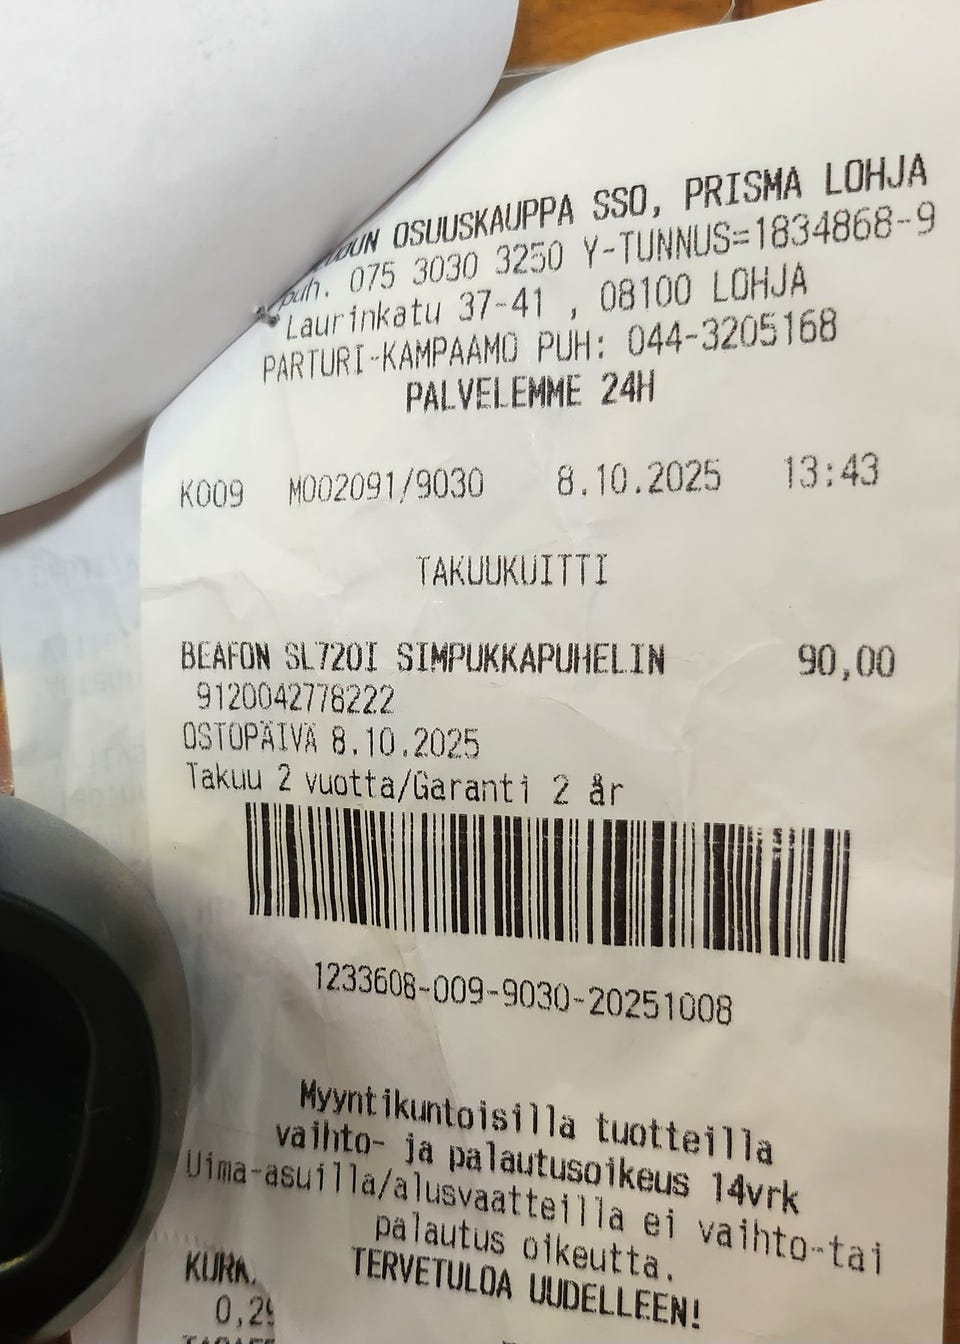 OSUUSKAUPPA SSO, PRISMA LOHJA
puh. 075 3030 3250 Y-TUNNUS=1834868-9
Laurinkatu 37-41 , 08100 LOHJA
PARTURI-KAMPAAMO PUH: 044-3205168
PALVELEMME 24H
K009 M002091/9030 8.10.2025 13:43
TAKUUKUITTI
BEAFON SL720I SIMPUKKAPUHELIN 90,00
9120042778222
OSTOPÄIVÄ 8.10.2025
Takuu 2 vuotta/Garanti 2 år
1233608-009-9030-20251008
Myyntikuntoisilla tuotteilla
vaihto- ja palautusoikeus 14vrk
Uima-asuilla/alusvaatteilla ei vaihto-tai
palautus oikeutta.
TERVETULOA UUDELLEEN!